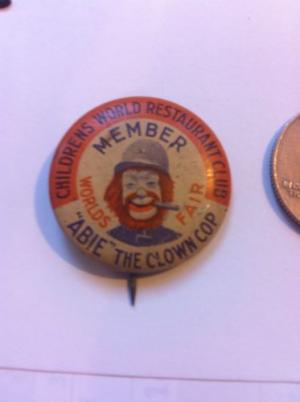 CHILDRENS WORLD RESTAURANT CLUB
MEMBER
WORLDS FAIR
"ABIE" THE CLOWN COP